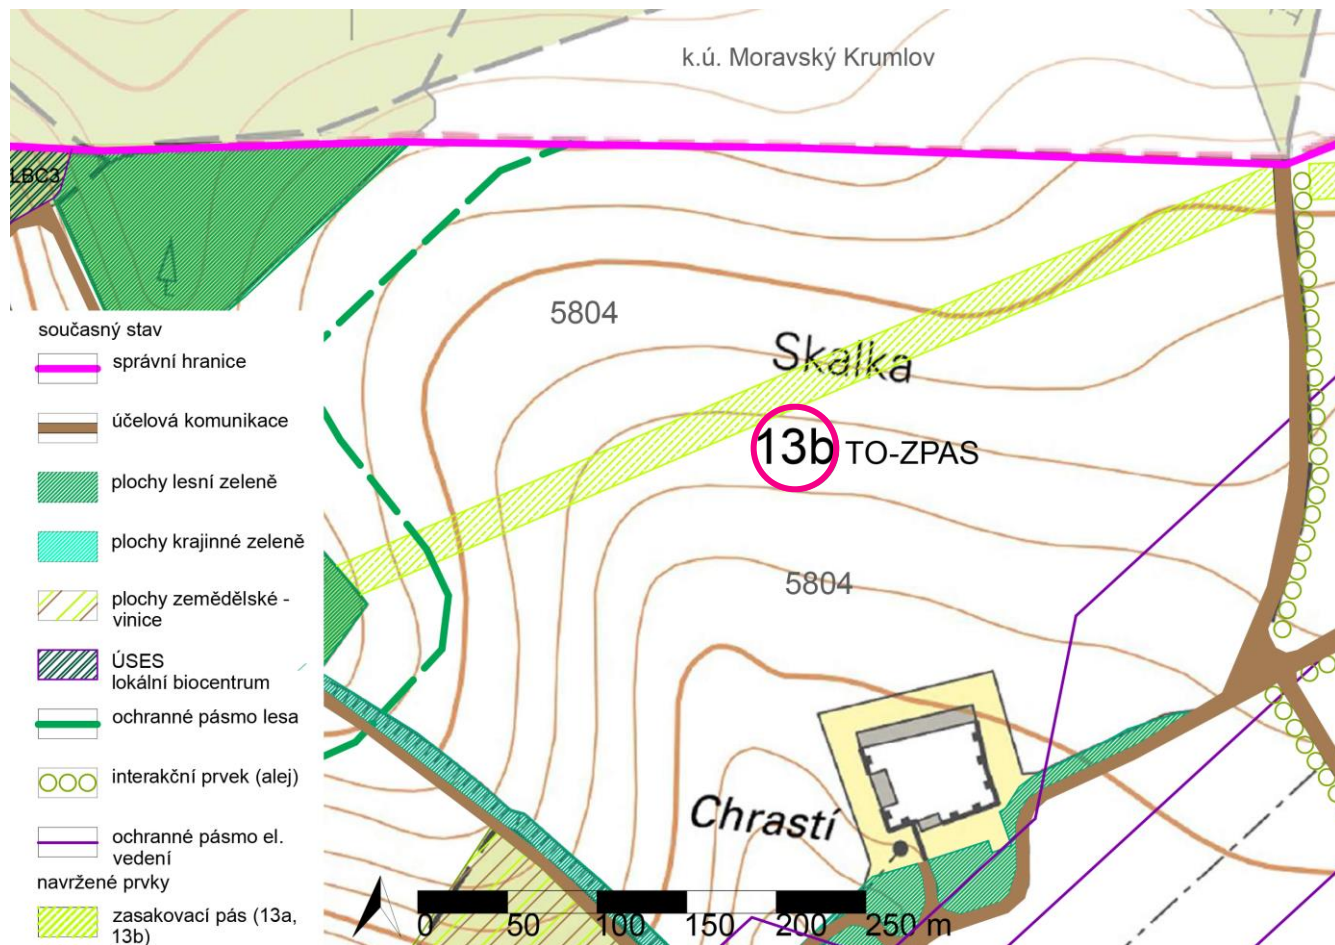 k.ú. Moravský Krumlov
LBC3
5804
Skalka
13b TO-ZPAS
5804
Chrastí
současný stav
správní hranice
účelová komunikace
plochy lesní zeleně
plochy krajinné zeleně
plochy zemědělské -
vinice
ÚSES
lokální biocentrum
ochranné pásmo lesa
interakční prvek (alej)
ochranné pásmo el.
vedení
navržené prvky
zasakovací pás (13a,
13b)
0 50 100 150 200 250 m